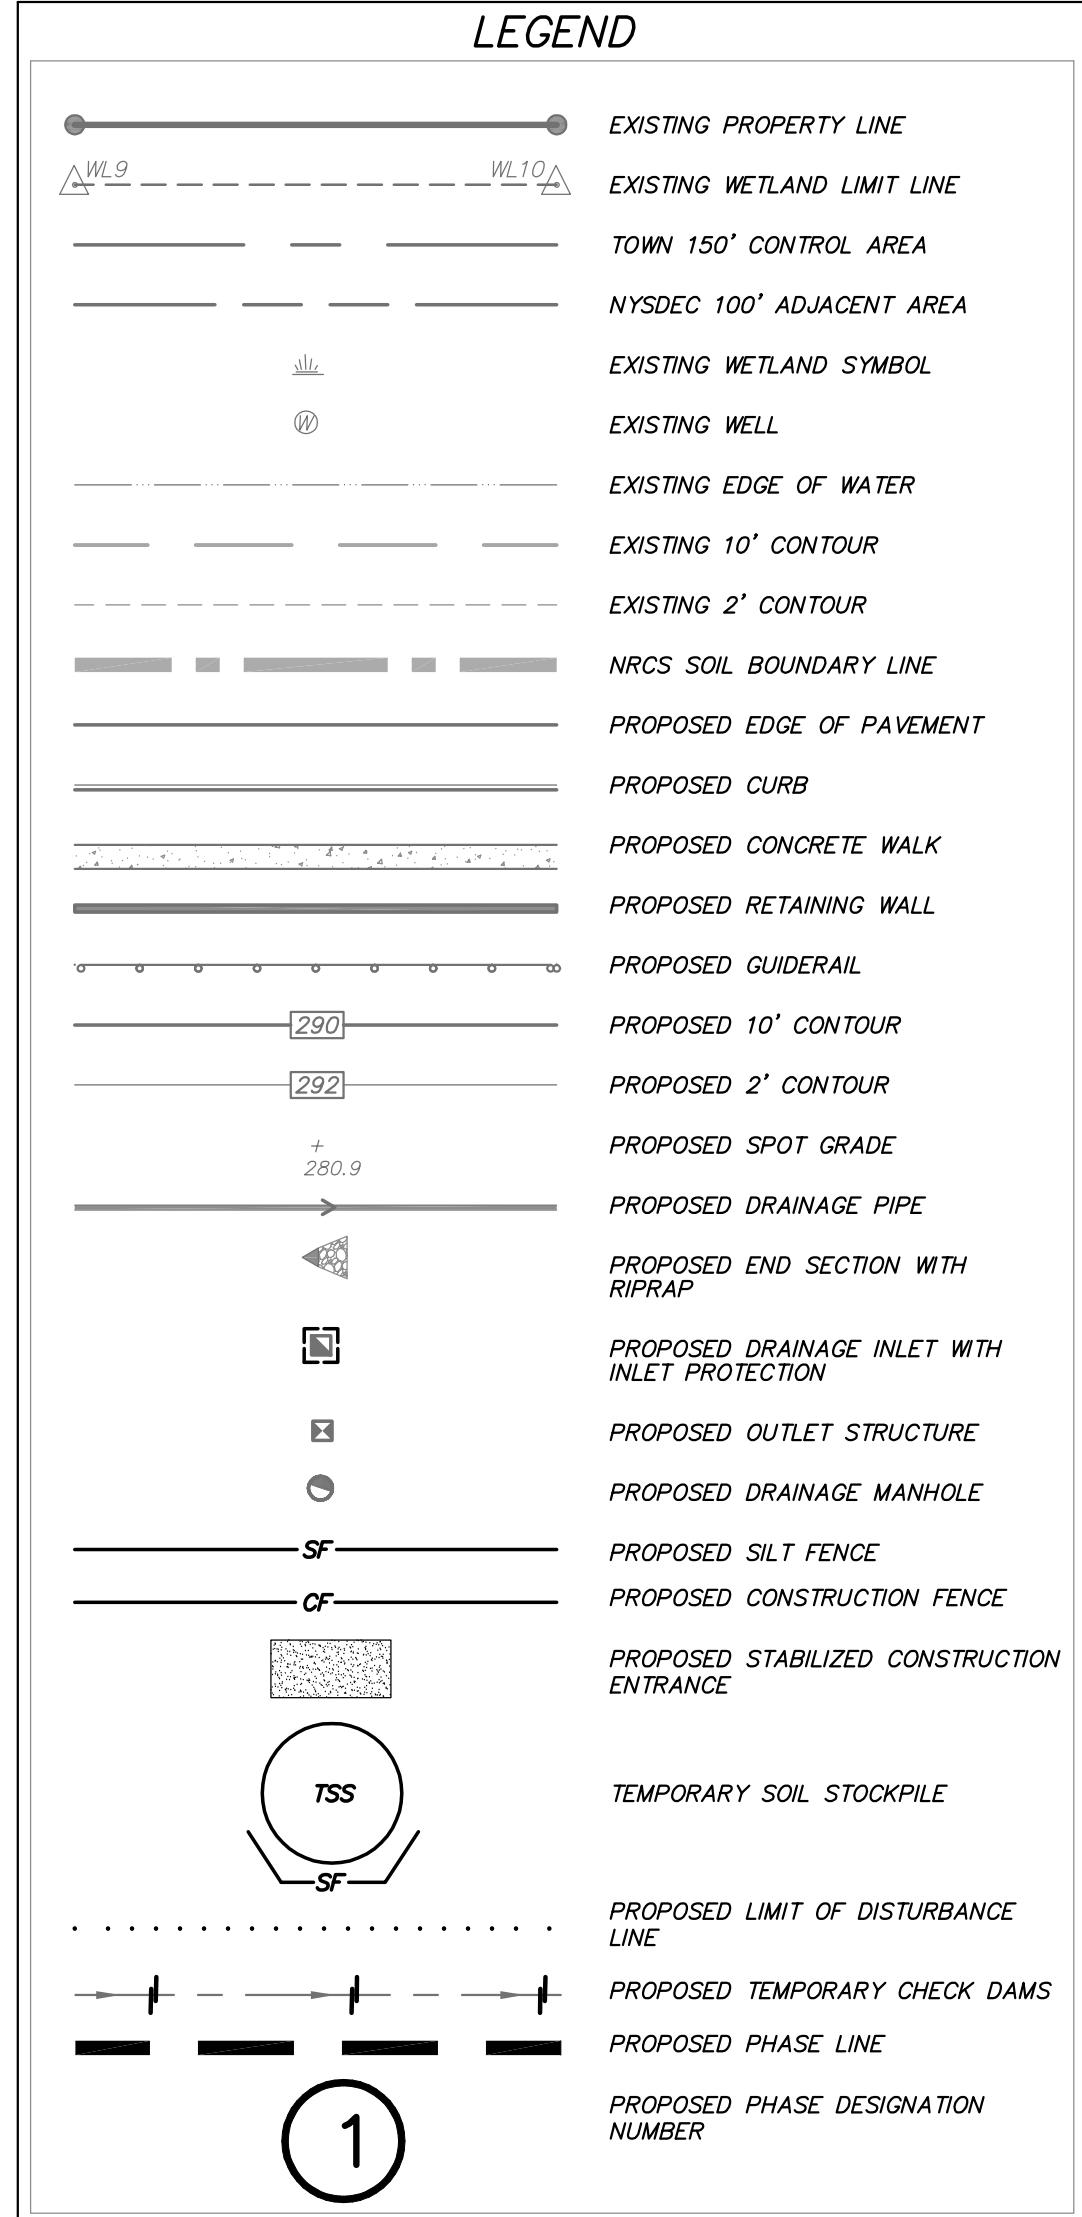 LEGEND
EXISTING PROPERTY LINE
WL9 WL10
EXISTING WETLAND LIMIT LINE
TOWN 150' CONTROL AREA
NYSDEC 100' ADJACENT AREA
EXISTING WETLAND SYMBOL
W
EXISTING WELL
EXISTING EDGE OF WATER
EXISTING 10' CONTOUR
EXISTING 2' CONTOUR
NRCS SOIL BOUNDARY LINE
PROPOSED EDGE OF PAVEMENT
PROPOSED CURB
PROPOSED CONCRETE WALK
PROPOSED RETAINING WALL
PROPOSED GUIDERAIL
290
PROPOSED 10' CONTOUR
292
PROPOSED 2' CONTOUR
+
280.9
PROPOSED SPOT GRADE
PROPOSED DRAINAGE PIPE
PROPOSED END SECTION WITH
RIPRAP
PROPOSED DRAINAGE INLET WITH
INLET PROTECTION
PROPOSED OUTLET STRUCTURE
PROPOSED DRAINAGE MANHOLE
SF
PROPOSED SILT FENCE
CF
PROPOSED CONSTRUCTION FENCE
PROPOSED STABILIZED CONSTRUCTION
ENTRANCE
TSS
SF
TEMPORARY SOIL STOCKPILE
PROPOSED LIMIT OF DISTURBANCE
LINE
PROPOSED TEMPORARY CHECK DAMS
PROPOSED PHASE LINE
1
PROPOSED PHASE DESIGNATION
NUMBER